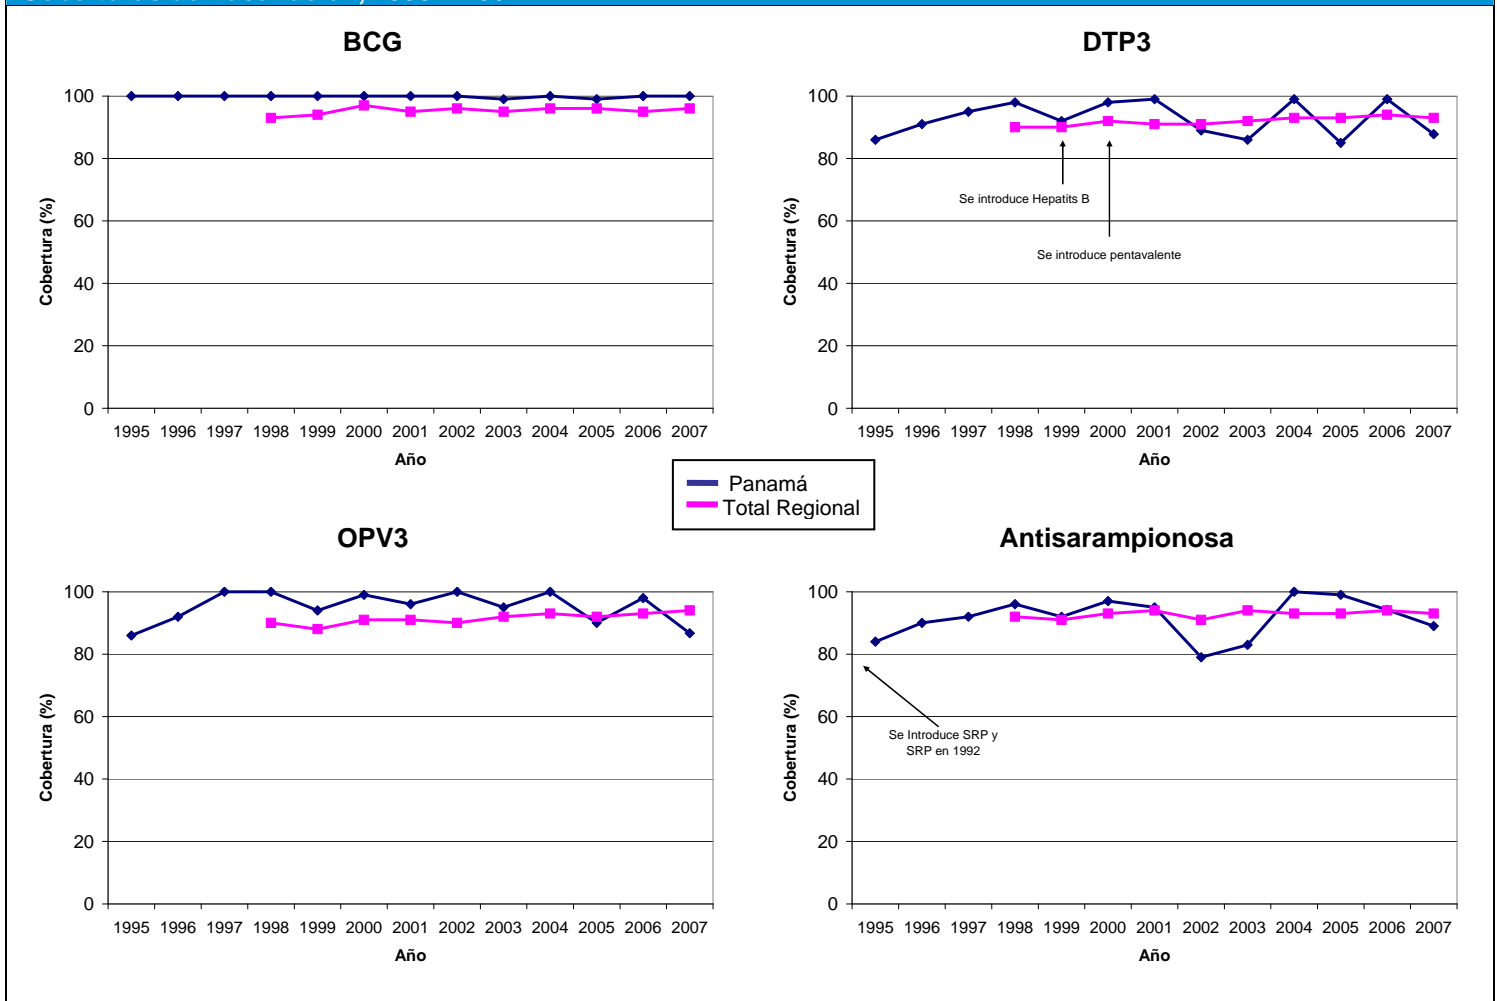 BCG
100
80
60
40
20
0
Cobertura (%)
1995 1996 1997 1998 1999 2000 2001 2002 2003 2004 2005 2006 2007
Año
DTP3
100
80
60
40
20
0
Cobertura (%)
Se introduce Hepatits B
Se introduce pentavalente
1995 1996 1997 1998 1999 2000 2001 2002 2003 2004 2005 2006 2007
Año
Panamá
Total Regional
OPV3
100
80
60
40
20
0
Cobertura (%)
1995 1996 1997 1998 1999 2000 2001 2002 2003 2004 2005 2006 2007
Año
Antisarampionosa
100
80
60
40
20
0
Cobertura (%)
Se Introduce SRP y
SRP en 1992
1995 1996 1997 1998 1999 2000 2001 2002 2003 2004 2005 2006 2007
Año